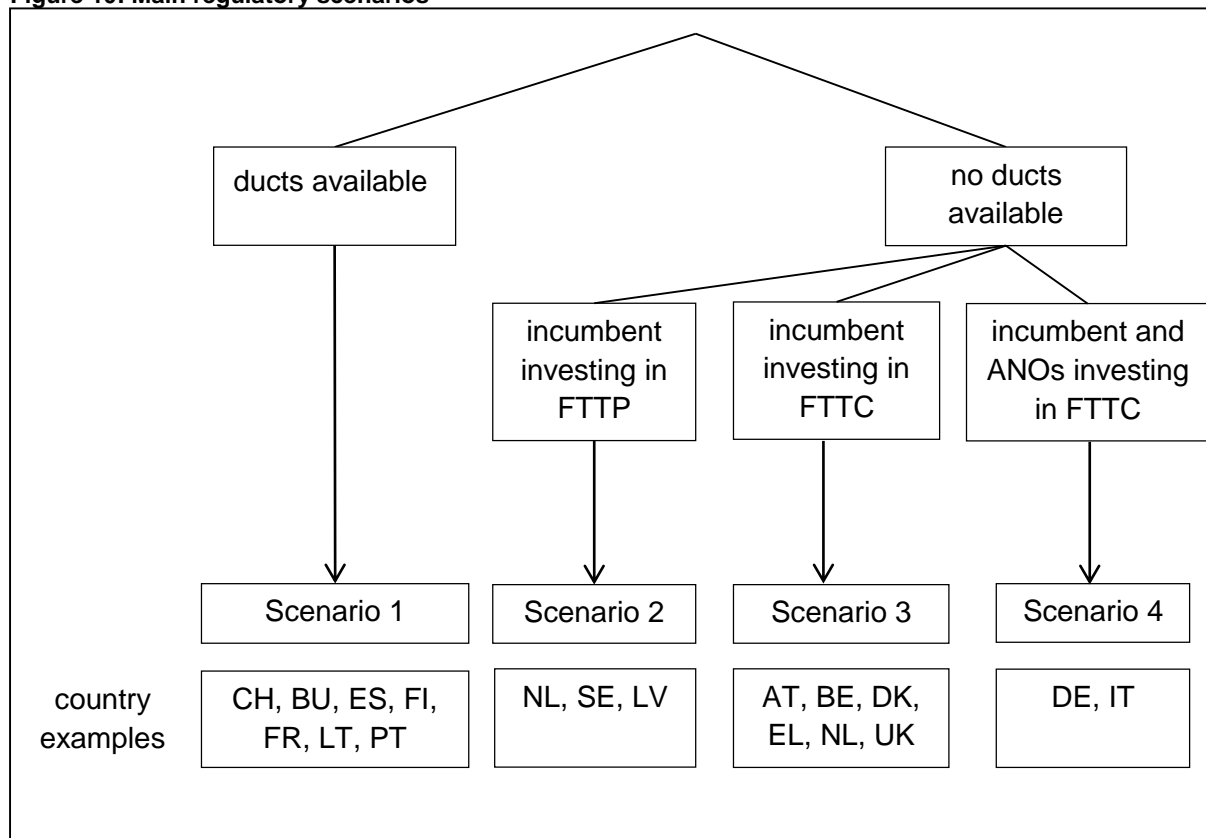 Figure 10: Main regulatory scenarios
ducts available
no ducts
available
incumbent
investing in
FTTP
incumbent
investing in
FTTC
incumbent and
ANOs investing
in FTTC
Scenario 1
Scenario 2
Scenario 3
Scenario 4
country
examples
CH, BU, ES, FI,
FR, LT, PT
NL, SE, LV
AT, BE, DK,
EL, NL, UK
DE, IT